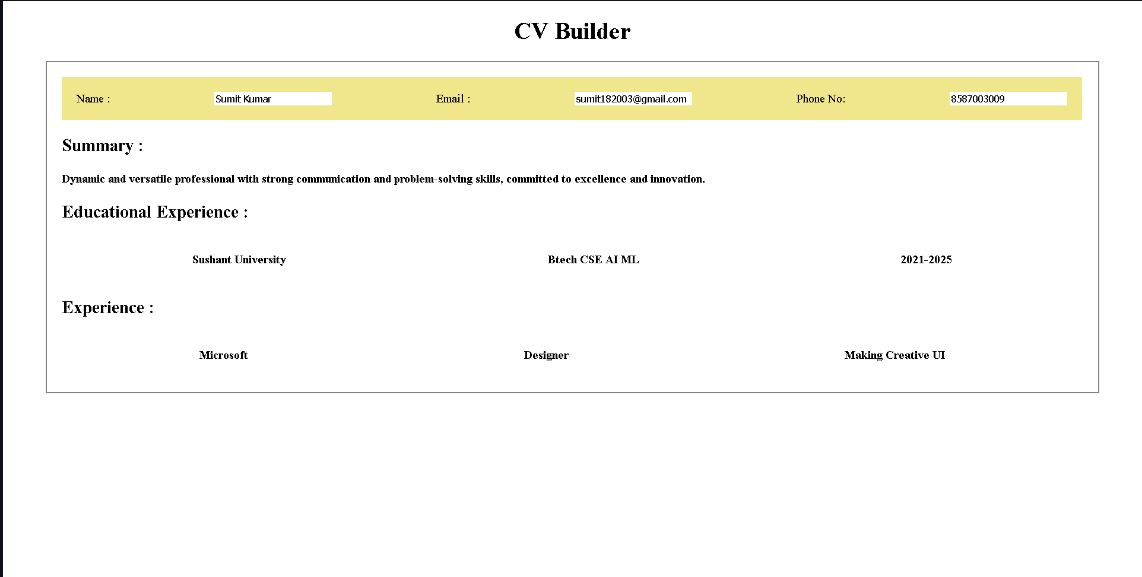 CV Builder
Name : Sumit Kumar Email : sumit182003@gmail.com Phone No: 8587003009
Summary :
Dynamic and versatile professional with strong communication and problem-solving skills, committed to excellence and innovation.
Educational Experience :
Sushant University Btech CSE AI ML 2021-2025
Experience :
Microsoft Designer Making Creative UI